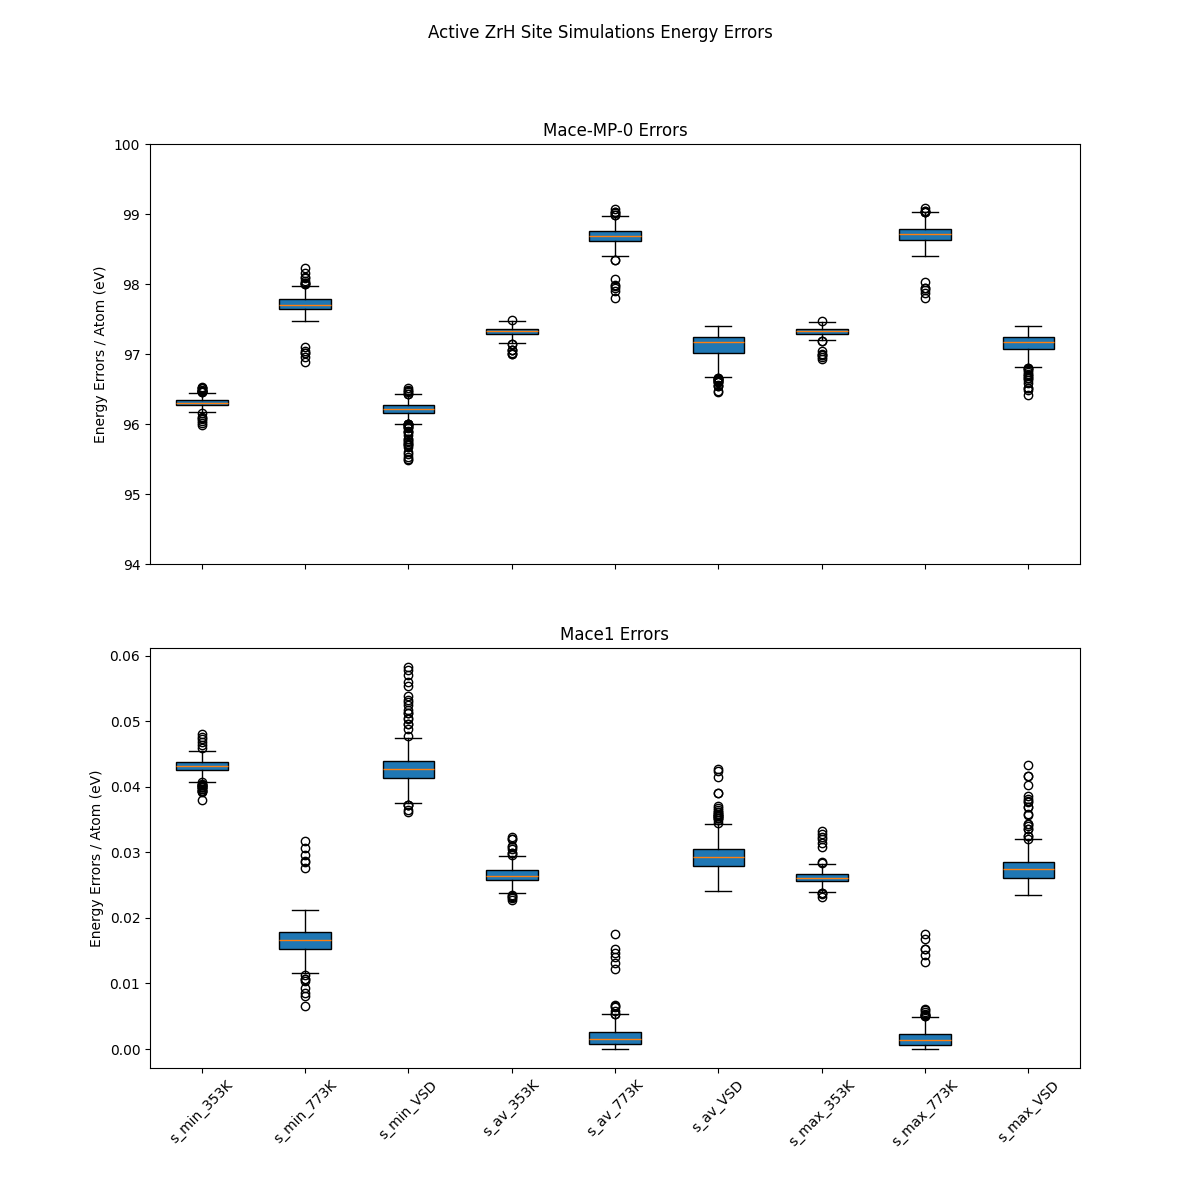 Active ZrH Site Simulations Energy Errors
Mace-MP-0 Errors
100
99
98
97
96
95
94
Energy Errors / Atom (eV)
Mace1 Errors
0.06
0.05
0.04
0.03
0.02
0.01
0.00
Energy Errors / Atom (eV)
s_min_353K
s_min_773K
s_min_VSD
s_av_353K
s_av_773K
s_av_VSD
s_max_353K
s_max_773K
s_max_VSD